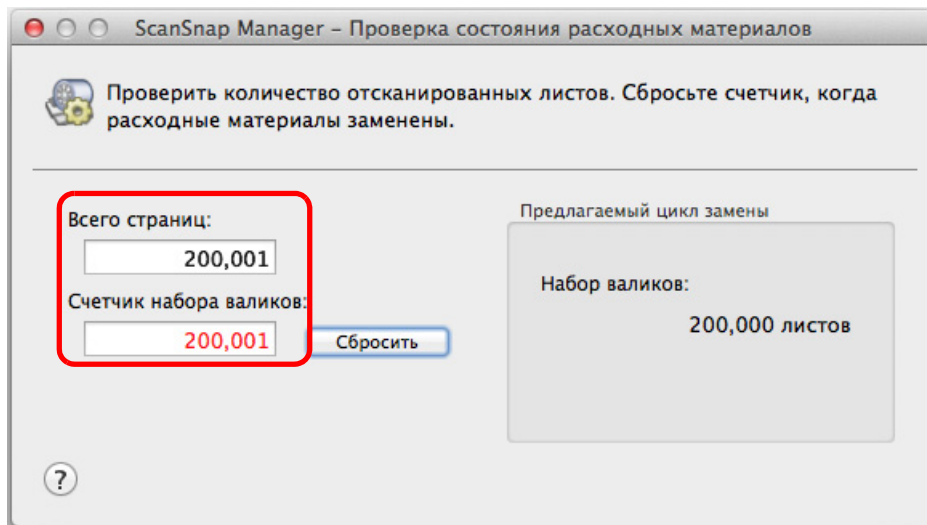 ScanSnap Manager – Проверка состояния расходных материалов
Проверить количество отсканированных листов. Сбросьте счетчик, когда
расходные материалы заменены.
Всего страниц:
200,001
Счетчик набора валиков:
200,001
Сбросить
Предлагаемый цикл замены
Набор валиков:
200,000 листов
?